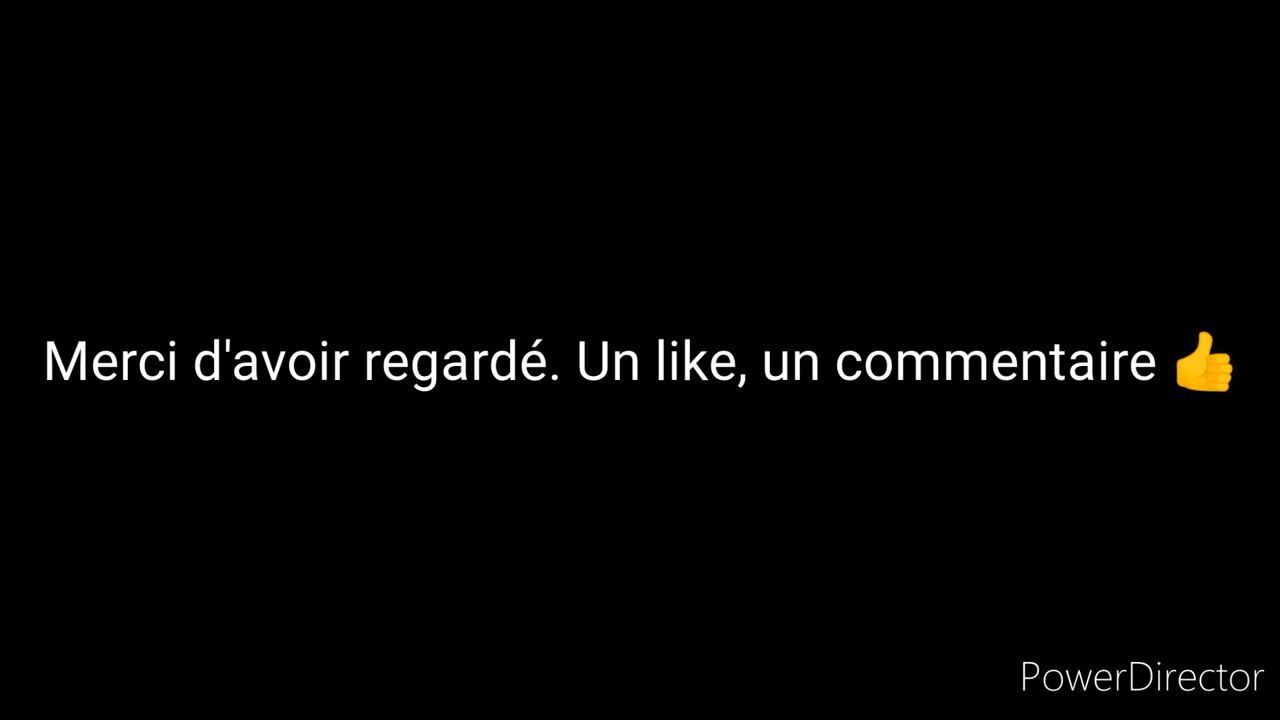 Merci d'avoir regardé. Un like, un commentaire 👍
PowerDirector